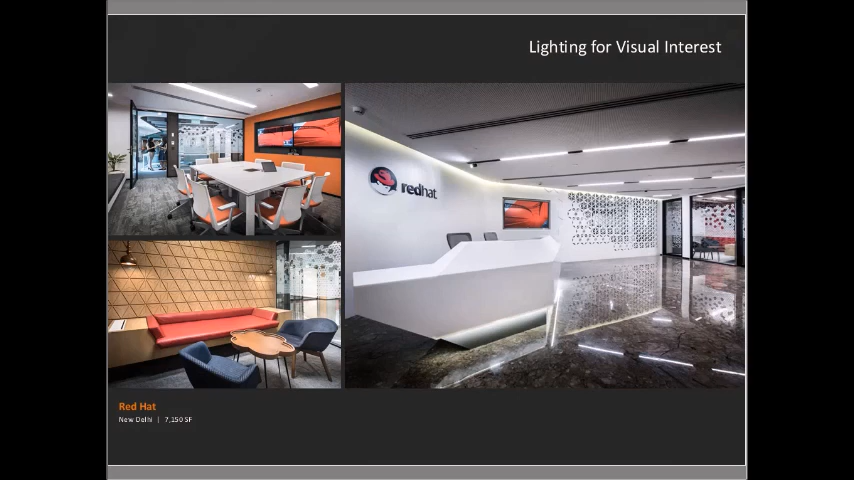 Lighting for Visual Interest
redhat
Red Hat
New Delhi | 7,150 SF